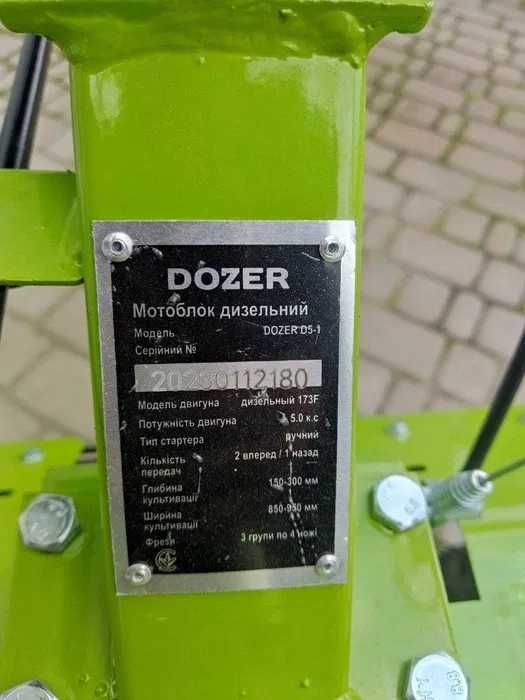 DOZER
Мотоблок дизельний
Модель DOZER D5-1
Серійний №
20230112180
Модель двигуна дизельный 173F
Потужність двигуна 5.0 к.с
Тип стартера ручний
Кількість
передач 2 вперед / 1 назад
Глибина
культивації 150-300 мм
Ширина
культивації 850-950 мм
Фрези 3 групи по 4 ножі